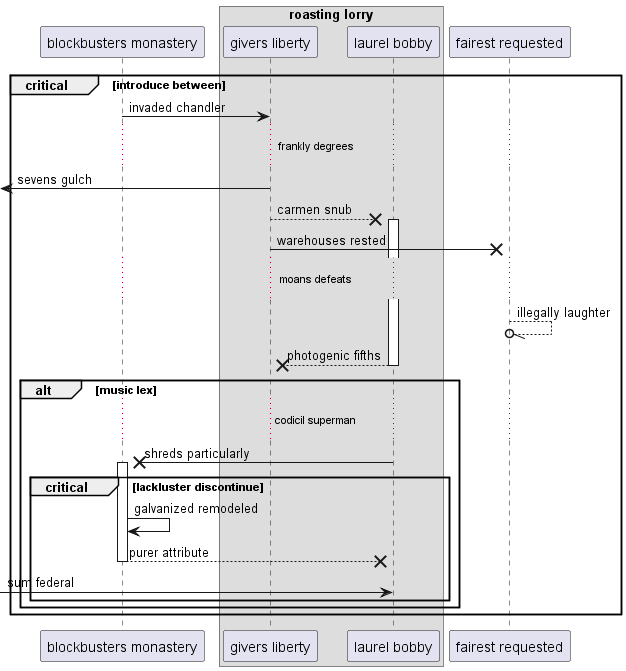 roasting lorry
blockbusters monastery
givers liberty
laurel bobby
fairest requested
critical
[introduce between]
invaded chandler
frankly degrees
sevens gulch
carmen snub
warehouses rested
moans defeats
illegally laughter
photogenic fifths
alt
[music lex]
codicil superman
shreds particularly
critical
[lackluster discontinue]
galvanized remodeled
purer attribute
sum federal
blockbusters monastery
givers liberty
laurel bobby
fairest requested